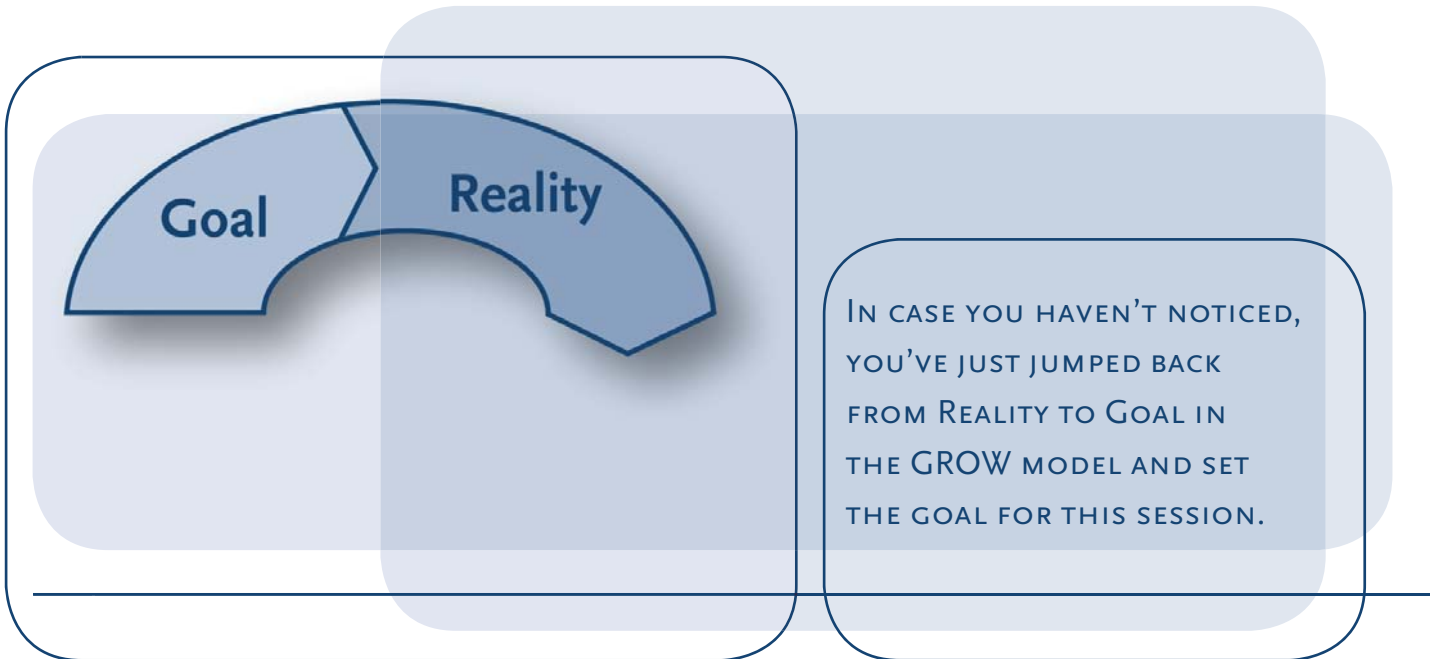 Goal
Reality
In case you haven't noticed,
you've just jumped back
from Reality to Goal in
the GROW model and set
the goal for this session.